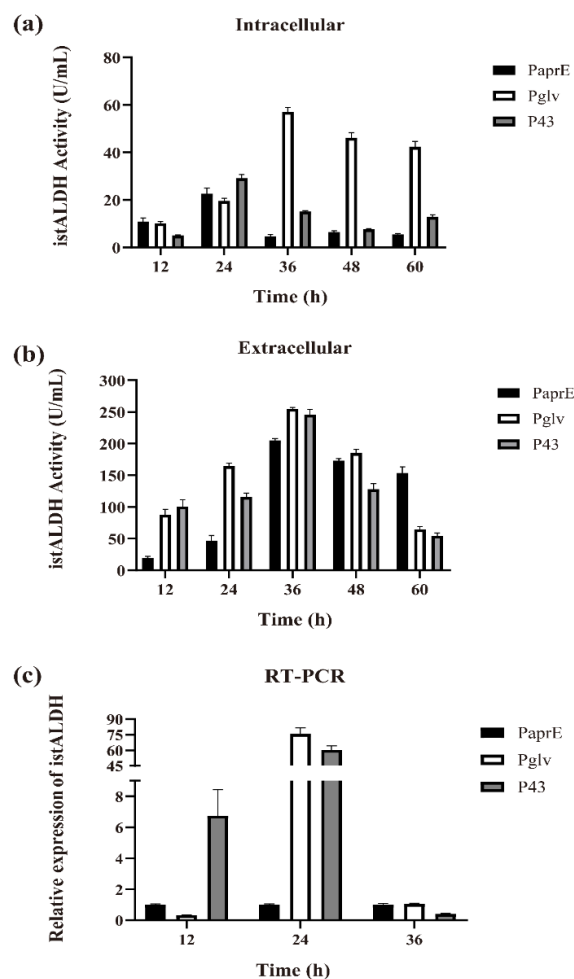 (a)
Intracellular
istALDH Activity (U/mL)
80
60
40
20
0
12 24 36 48 60
Time (h)
PaprE
Pglv
P43
(b)
Extracellular
istALDH Activity (U/mL)
300
250
200
150
100
50
0
12 24 36 48 60
Time (h)
PaprE
Pglv
P43
(c)
RT-PCR
Relative expression of istALDH
90
75
60
45
8
6
4
2
0
12 24 36
Time (h)
PaprE
Pglv
P43